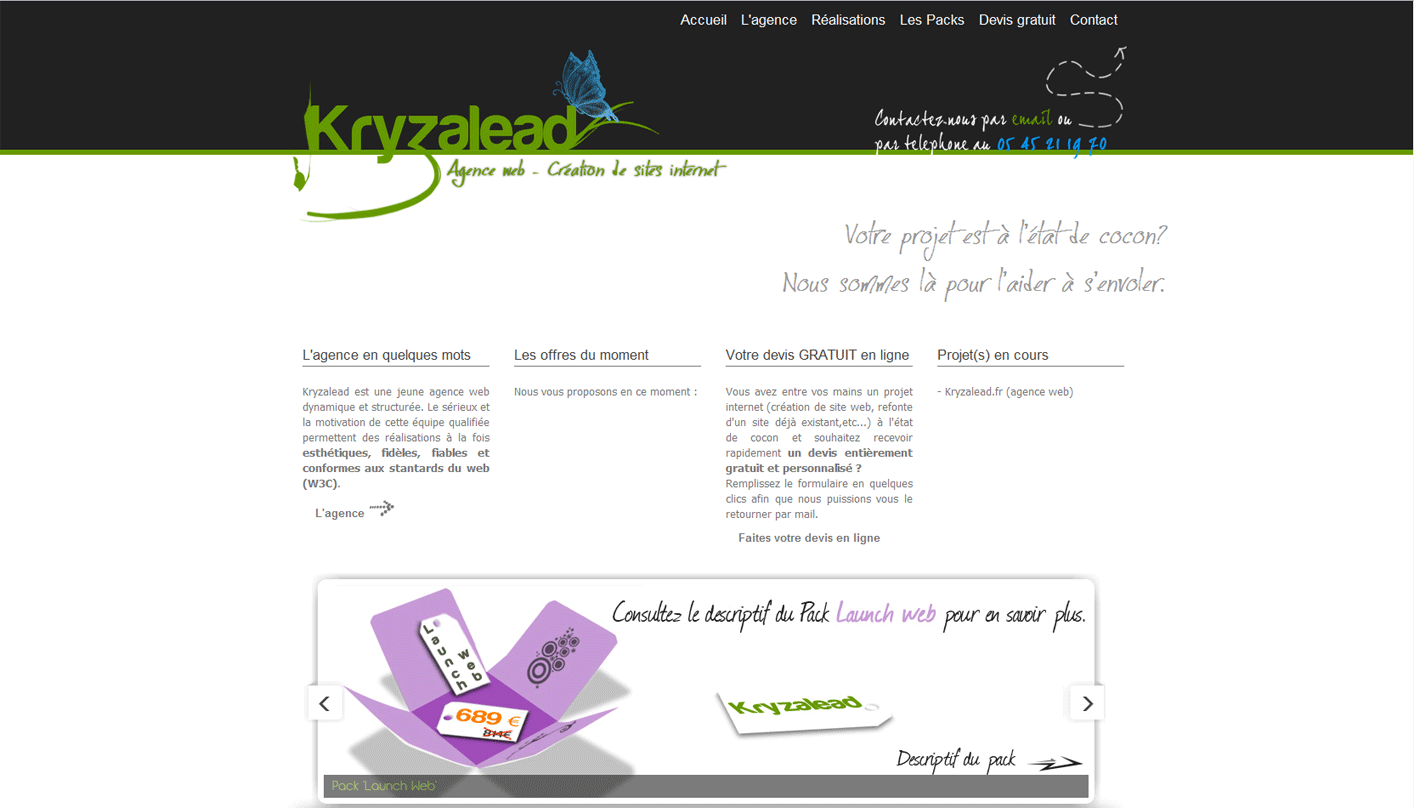 Accueil L'agence Réalisations Les Packs Devis gratuit Contact
Kryzalead
Agence web - Création de sites internet
Contactez-nous par email ou
par telephone au 05 45 21 19 70
Votre projet est à l'état de cocon?
Nous sommes là pour l'aider à s'envoler.
L'agence en quelques mots
Kryzalead est une jeune agence web
dynamique et structurée. Le sérieux et
la motivation de cette équipe qualifiée
permettent des réalisations à la fois
esthétiques, fidèles, fiables et
conformes aux stantards du web
(W3C).
L'agence
Les offres du moment
Nous vous proposons en ce moment :
Votre devis GRATUIT en ligne
Vous avez entre vos mains un projet
internet (création de site web, refonte
d'un site déjà existant,etc...) à l'état
de cocon et souhaitez recevoir
rapidement un devis entièrement
gratuit et personnalisé ?
Remplissez le formulaire en quelques
clics afin que nous puissions vous le
retourner par mail.
Faites votre devis en ligne
Projet(s) en cours
- Kryzalead.fr (agence web)
Consultez le descriptif du Pack Launch web pour en savoir plus.
Launch
web
689 €
814€
Kryzalead
Descriptif du pack
Pack 'Launch Web'